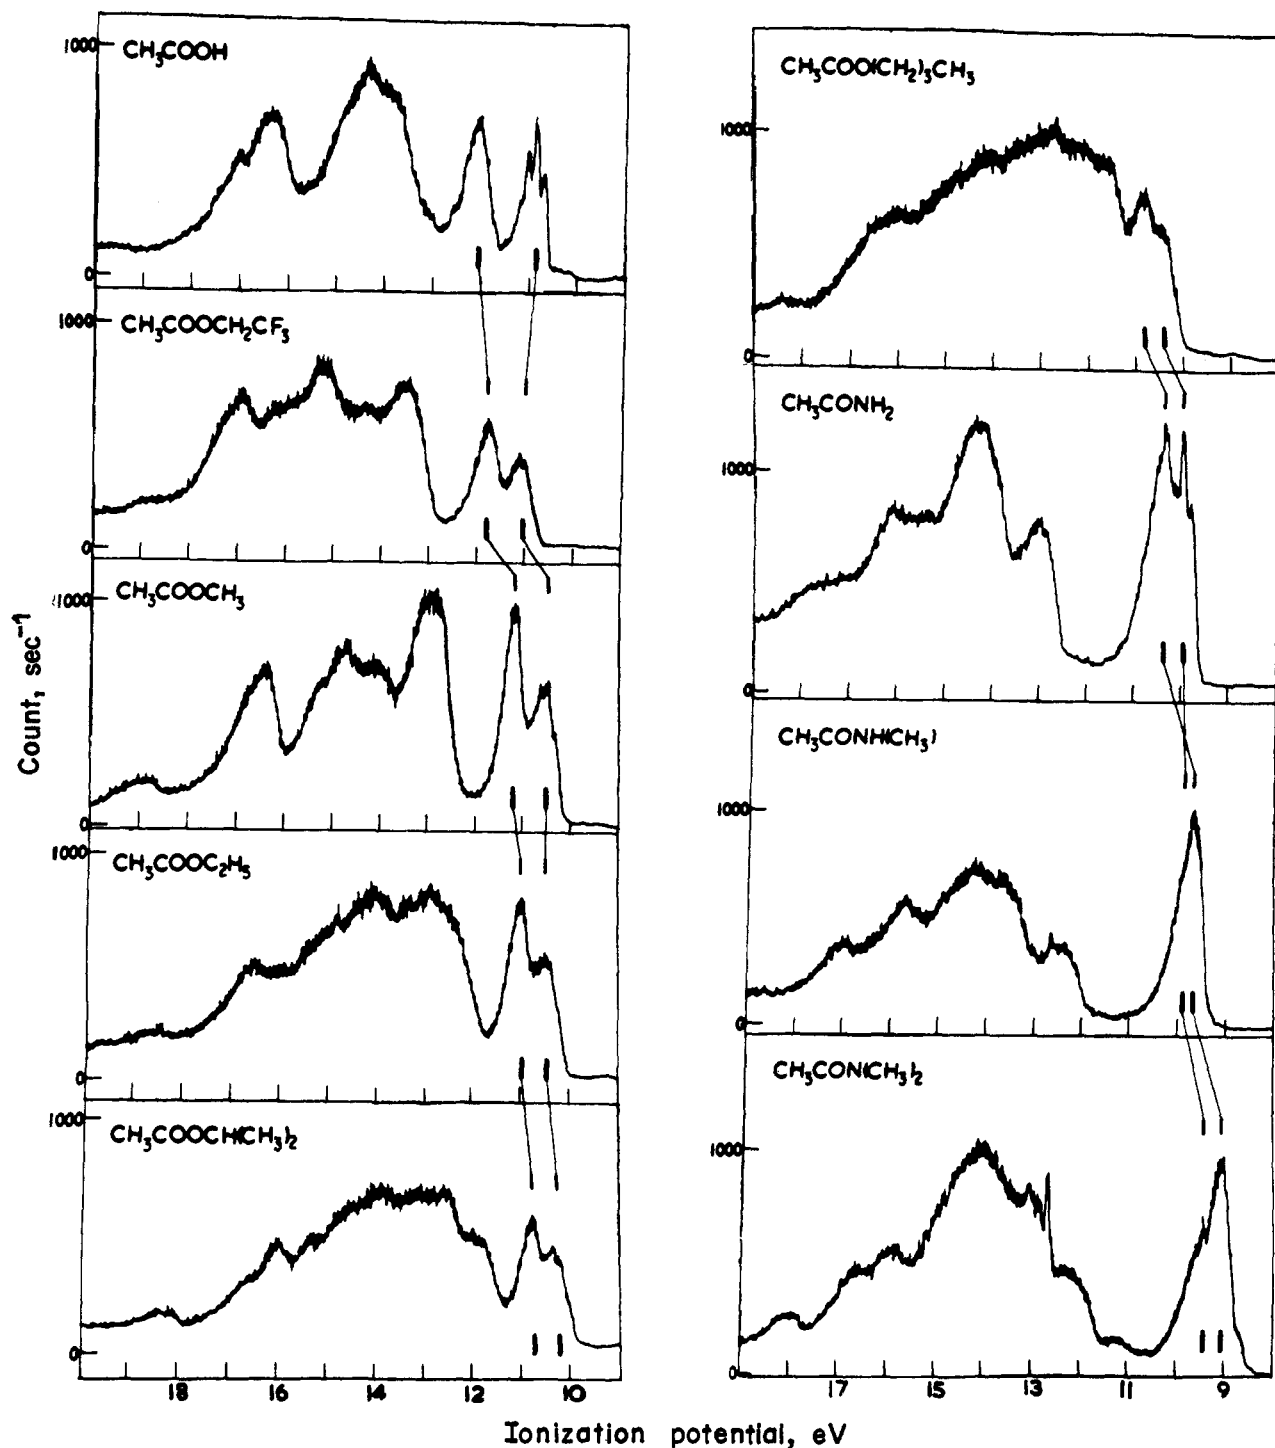 1000
CH₃COOH
0
1000
CH₃COOCH₂CF₃
0
1000
CH₃COOCH₃
0
1000
CH₃COOC₂H₅
0
1000
CH₃COOCH(CH₃)₂
0
18
16
14
12
10
CH₃COO(CH₂)₃CH₃
1000
0
CH₃CONH₂
1000
0
CH₃CONH(CH₃)
1000
0
CH₃CON(CH₃)₂
1000
0
17
15
13
11
9
Count, sec⁻¹
Ionization potential, eV